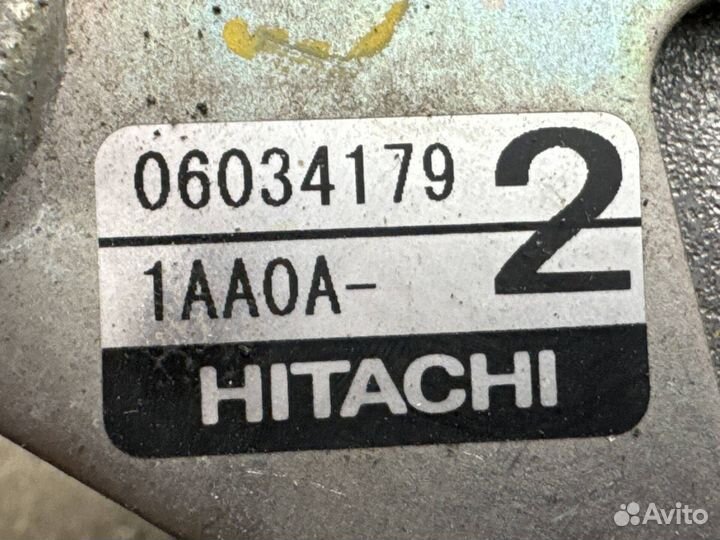 06034179
2
1AA0A-
HITACHI
Avito